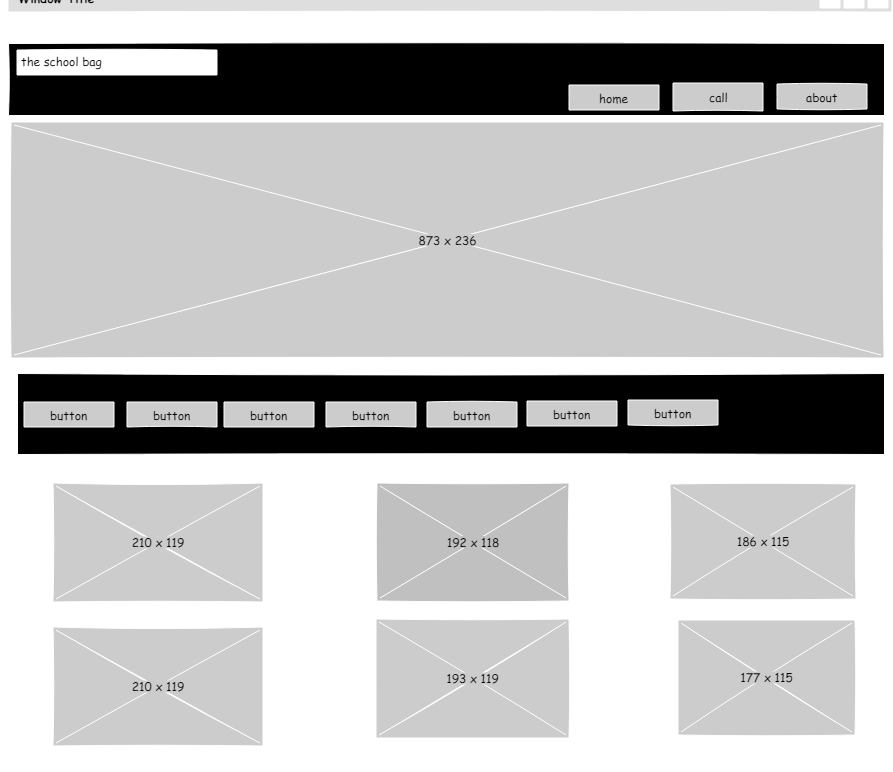 Window Title
the school bag
home
call
about
873 x 236
button
button
button
button
button
button
button
210 x 119
192 x 118
186 x 115
210 x 119
193 x 119
177 x 115